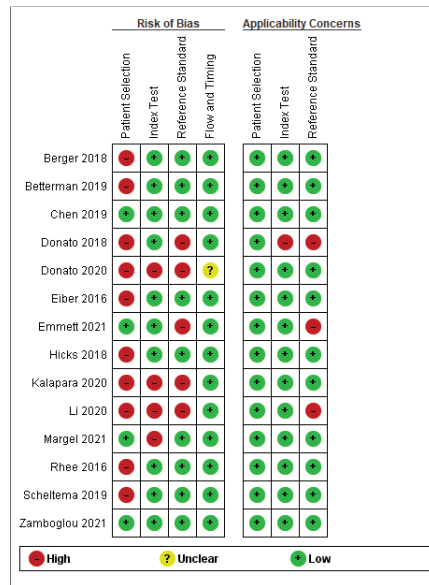 Risk of Bias
Applicability Concerns
Patient Selection
Index Test
Reference Standard
Flow and Timing
Patient Selection
Index Test
Reference Standard
Berger 2018 - + + + + + +
Betterman 2019 - + + + + + +
Chen 2019 + + + + + + +
Donato 2018 - + - + + - -
Donato 2020 - - - ? + + +
Eiber 2016 - + + + + + +
Emmett 2021 + + - + + + -
Hicks 2018 - + + + + + +
Kalapara 2020 - - - + + + +
Li 2020 - - - + + + -
Margel 2021 + - + + + + +
Rhee 2016 - + + + + + +
Scheltema 2019 - + + + + + +
Zamboglou 2021 + + + + + + +
- High ? Unclear + Low